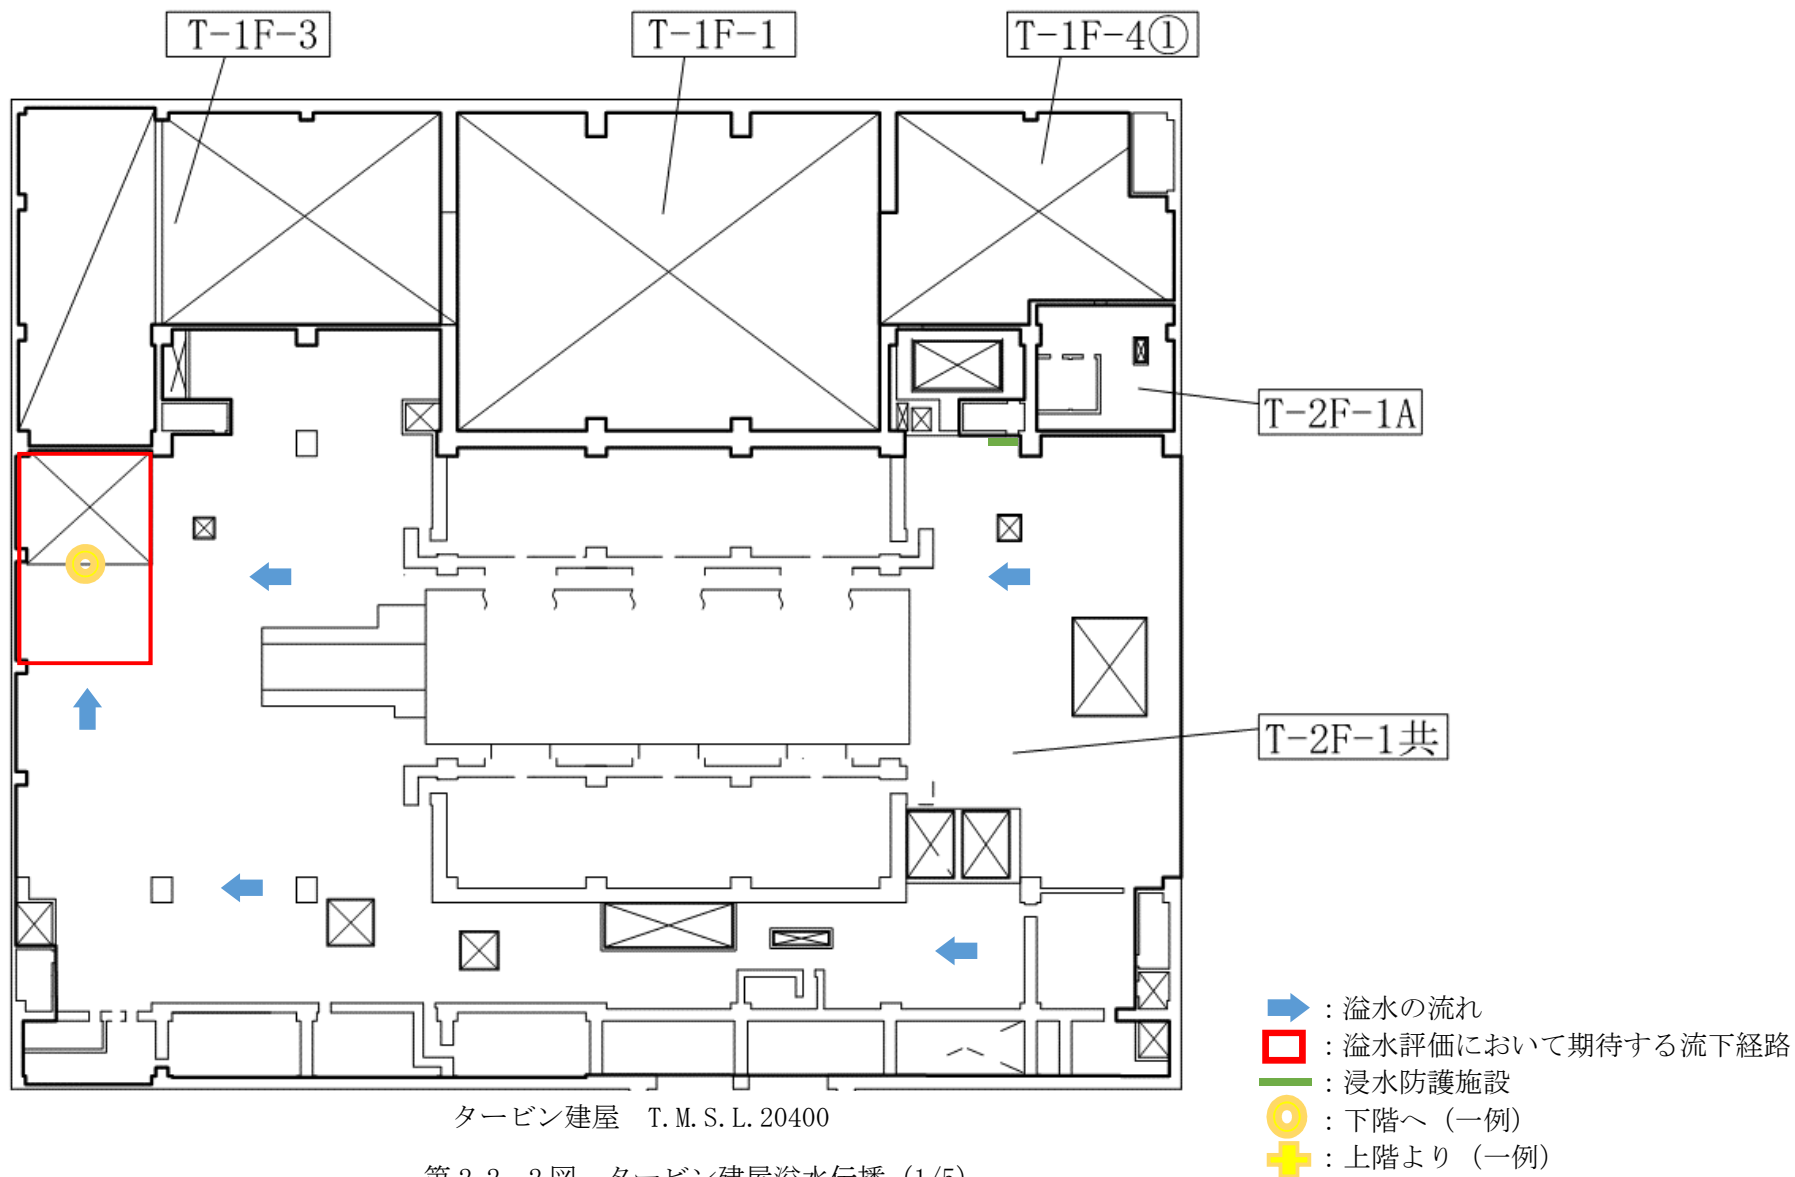 T-1F-3
T-1F-1
T-1F-4①
T-2F-1A
T-2F-1共
：溢水の流れ
：溢水評価において期待する流下経路
：浸水防護施設
：下階へ（一例）
：上階より（一例）
タービン建屋　T.M.S.L.20400